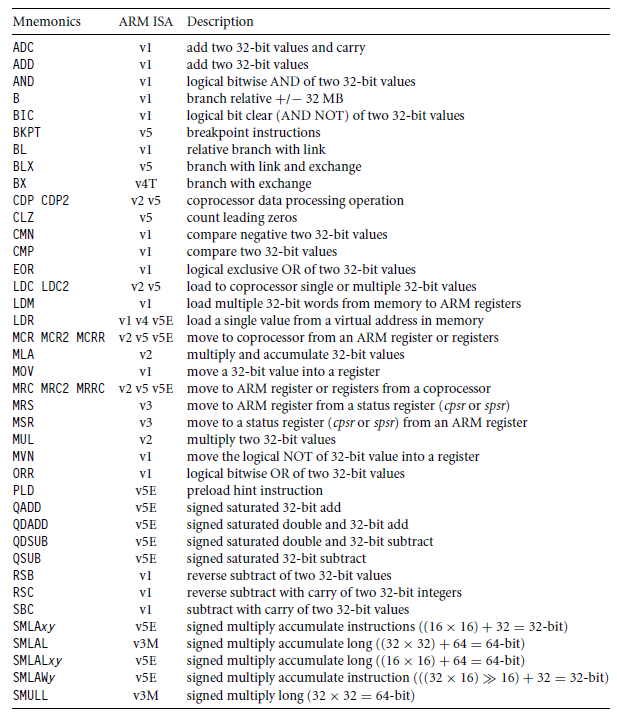 Mnemonics ARM ISA Description
ADC v1 add two 32-bit values and carry
ADD v1 add two 32-bit values
AND v1 logical bitwise AND of two 32-bit values
B v1 branch relative +/− 32 MB
BIC v1 logical bit clear (AND NOT) of two 32-bit values
BKPT v5 breakpoint instructions
BL v1 relative branch with link
BLX v5 branch with link and exchange
BX v4T branch with exchange
CDP CDP2 v2 v5 coprocessor data processing operation
CLZ v5 count leading zeros
CMN v1 compare negative two 32-bit values
CMP v1 compare two 32-bit values
EOR v1 logical exclusive OR of two 32-bit values
LDC LDC2 v2 v5 load to coprocessor single or multiple 32-bit values
LDM v1 load multiple 32-bit words from memory to ARM registers
LDR v1 v4 v5E load a single value from a virtual address in memory
MCR MCR2 MCRR v2 v5 v5E move to coprocessor from an ARM register or registers
MLA v2 multiply and accumulate 32-bit values
MOV v1 move a 32-bit value into a register
MRC MRC2 MRRC v2 v5 v5E move to ARM register or registers from a coprocessor
MRS v3 move to ARM register from a status register (cpsr or spsr)
MSR v3 move to a status register (cpsr or spsr) from an ARM register
MUL v2 multiply two 32-bit values
MVN v1 move the logical NOT of 32-bit value into a register
ORR v1 logical bitwise OR of two 32-bit values
PLD v5E preload hint instruction
QADD v5E signed saturated 32-bit add
QDADD v5E signed saturated double and 32-bit add
QDSUB v5E signed saturated double and 32-bit subtract
QSUB v5E signed saturated 32-bit subtract
RSB v1 reverse subtract of two 32-bit values
RSC v1 reverse subtract with carry of two 32-bit integers
SBC v1 subtract with carry of two 32-bit values
SMLAxy v5E signed multiply accumulate instructions ((16 × 16) + 32 = 32-bit)
SMLAL v3M signed multiply accumulate long ((32 × 32) + 64 = 64-bit)
SMLALxy v5E signed multiply accumulate long ((16 × 16) + 64 = 64-bit)
SMLAWy v5E signed multiply accumulate instruction (((32 × 16) ≫ 16) + 32 = 32-bit)
SMULL v3M signed multiply long (32 × 32 = 64-bit)